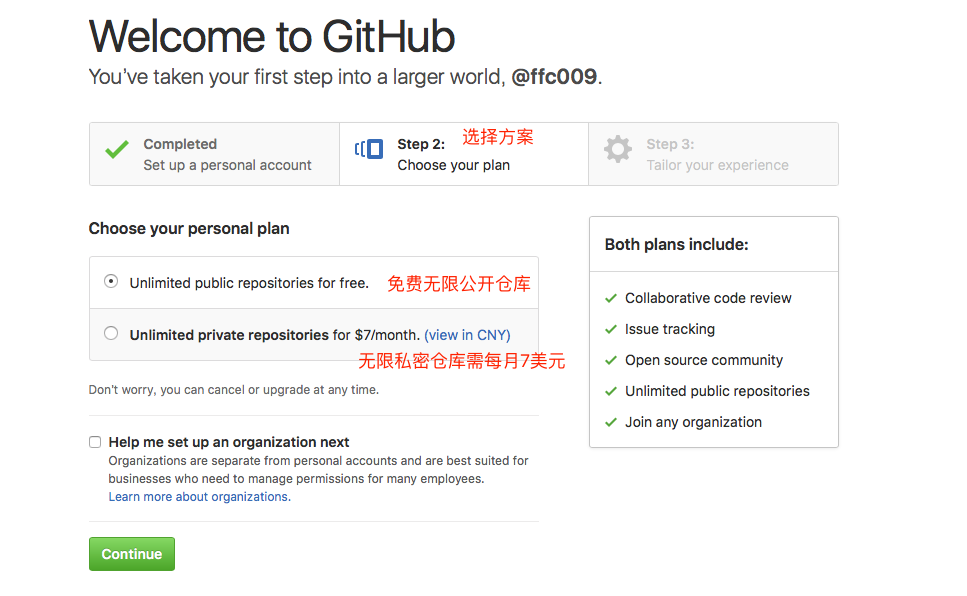 Welcome to GitHub
You've taken your first step into a larger world, @ffc009.
Completed
Set up a personal account
Step 2: 选择方案
Choose your plan
Step 3:
Tailor your experience
Choose your personal plan
Unlimited public repositories for free. 免费无限公开仓库
Unlimited private repositories for $7/month. (view in CNY)
无限私密仓库需每月7美元
Don't worry, you can cancel or upgrade at any time.
Help me set up an organization next
Organizations are separate from personal accounts and are best suited for
businesses who need to manage permissions for many employees.
Learn more about organizations.
Continue
Both plans include:
Collaborative code review
Issue tracking
Open source community
Unlimited public repositories
Join any organization